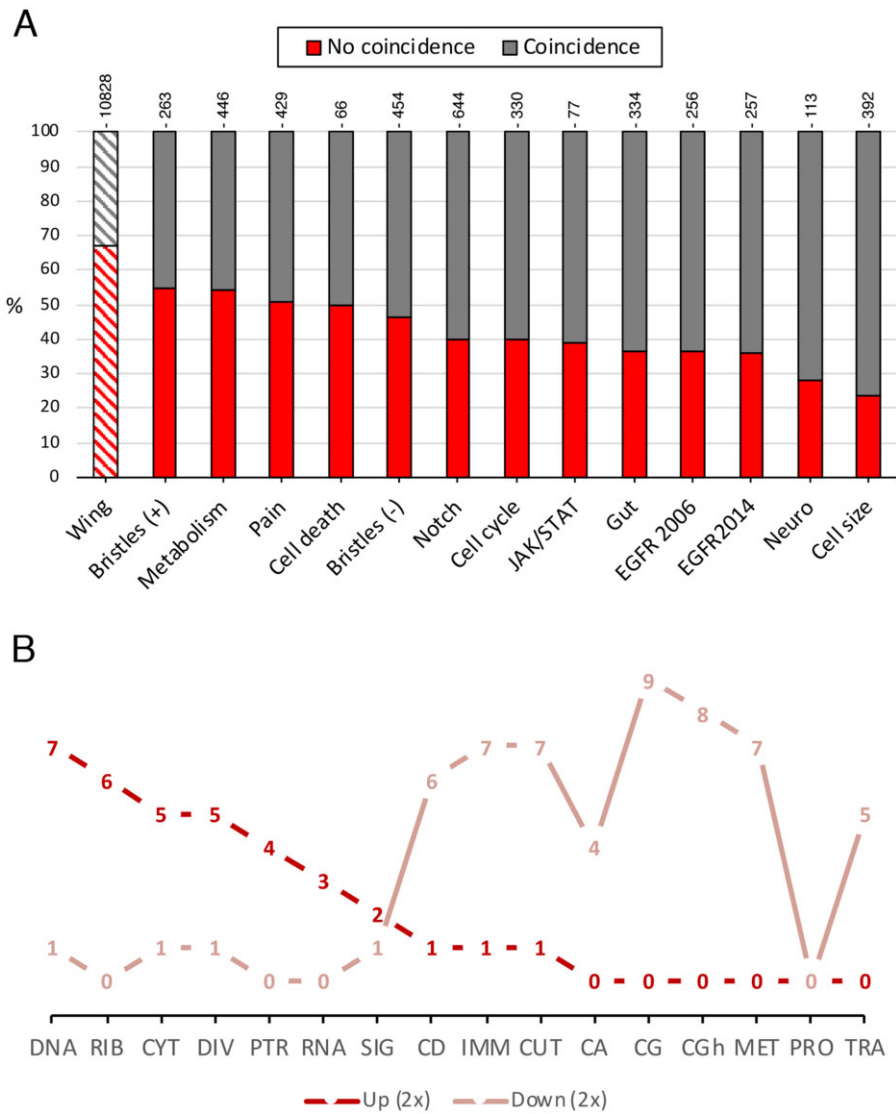 A
No coincidence Coincidence
- 10828 - 263 - 446 - 429 - 66 - 454 - 644 - 330 - 77 - 334 - 256 - 257 - 113 - 392
100
90
80
70
60
50
40
30
20
10
0
%
Wing Bristles (+) Metabolism Pain Cell death Bristles (-) Notch Cell cycle JAK/STAT Gut EGFR 2006 EGFR2014 Neuro Cell size
B
9
8
7 7 7 7
6 6
5 5 5
4 4
3
2
1 1 1 1 1 1 1
0 0 0 0 0 0 0 0 0 0
DNA RIB CYT DIV PTR RNA SIG CD IMM CUT CA CG CGh MET PRO TRA
Up (2x) Down (2x)